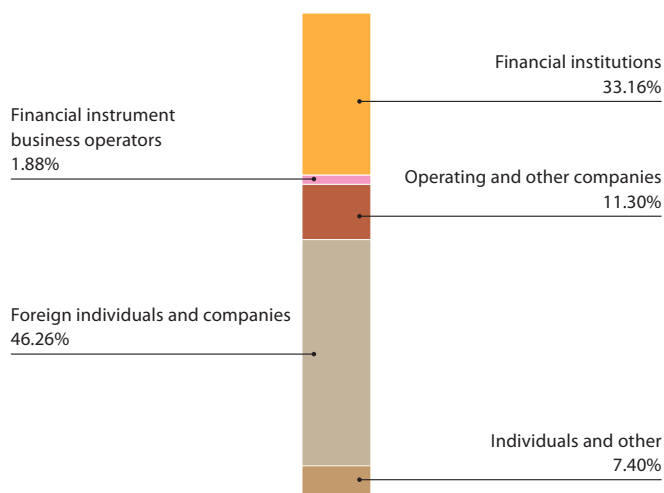 Financial institutions
33.16%
Financial instrument
business operators
1.88%
Operating and other companies
11.30%
Foreign individuals and companies
46.26%
Individuals and other
7.40%